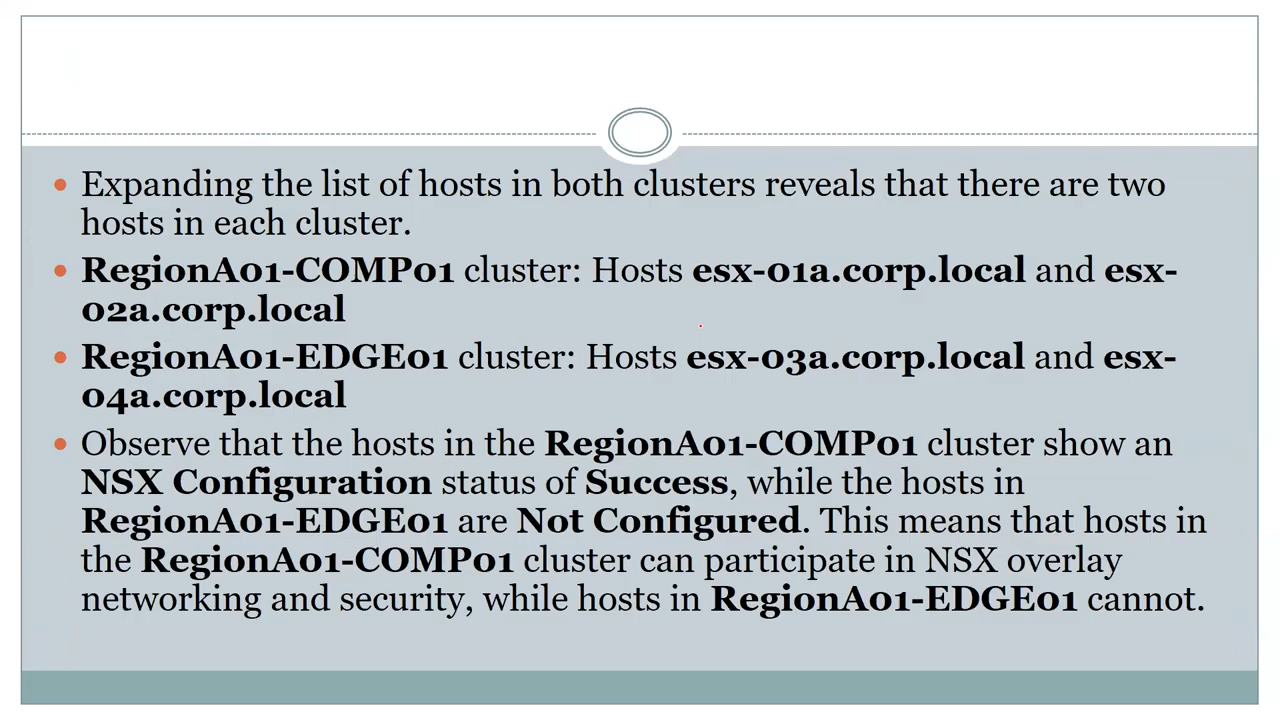 • Expanding the list of hosts in both clusters reveals that there are two
hosts in each cluster.
• RegionA01-COMP01 cluster: Hosts esx-01a.corp.local and esx-
02a.corp.local
• RegionA01-EDGE01 cluster: Hosts esx-03a.corp.local and esx-
04a.corp.local
• Observe that the hosts in the RegionA01-COMP01 cluster show an
NSX Configuration status of Success, while the hosts in
RegionA01-EDGE01 are Not Configured. This means that hosts in
the RegionA01-COMP01 cluster can participate in NSX overlay
networking and security, while hosts in RegionA01-EDGE01 cannot.